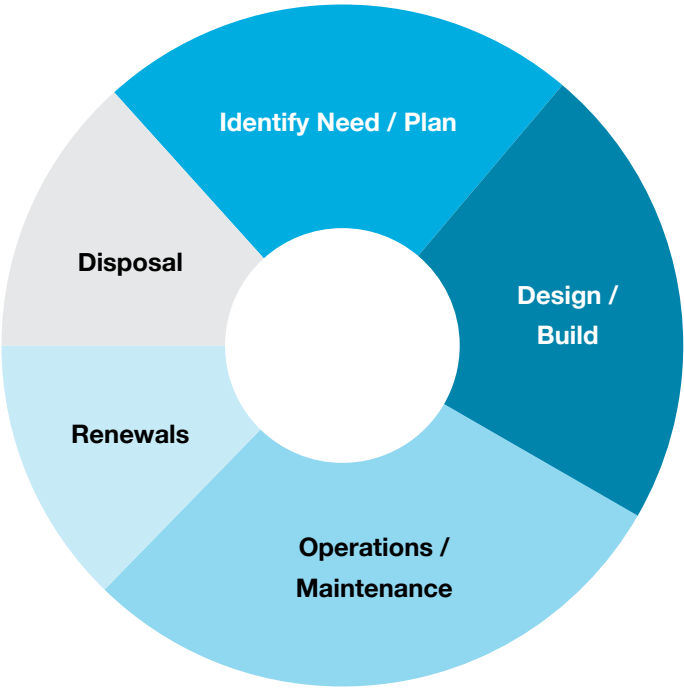 Identify Need / Plan
Design /
Build
Operations /
Maintenance
Renewals
Disposal